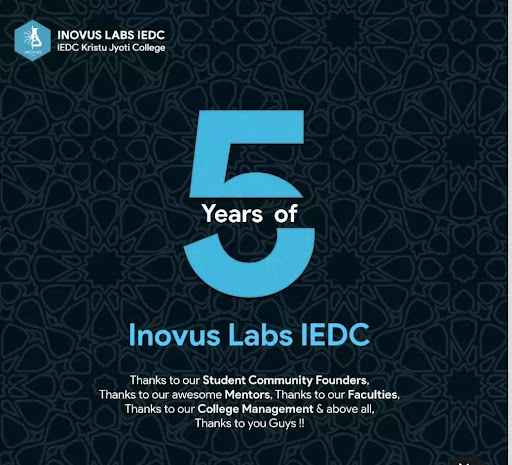 INOVUS LABS IEDC
IEDC Kristu Jyoti College
5
Years of
Inovus Labs IEDC
Thanks to our Student Community Founders,
Thanks to our awesome Mentors, Thanks to our Faculties,
Thanks to our College Management & above all,
Thanks to you Guys !!